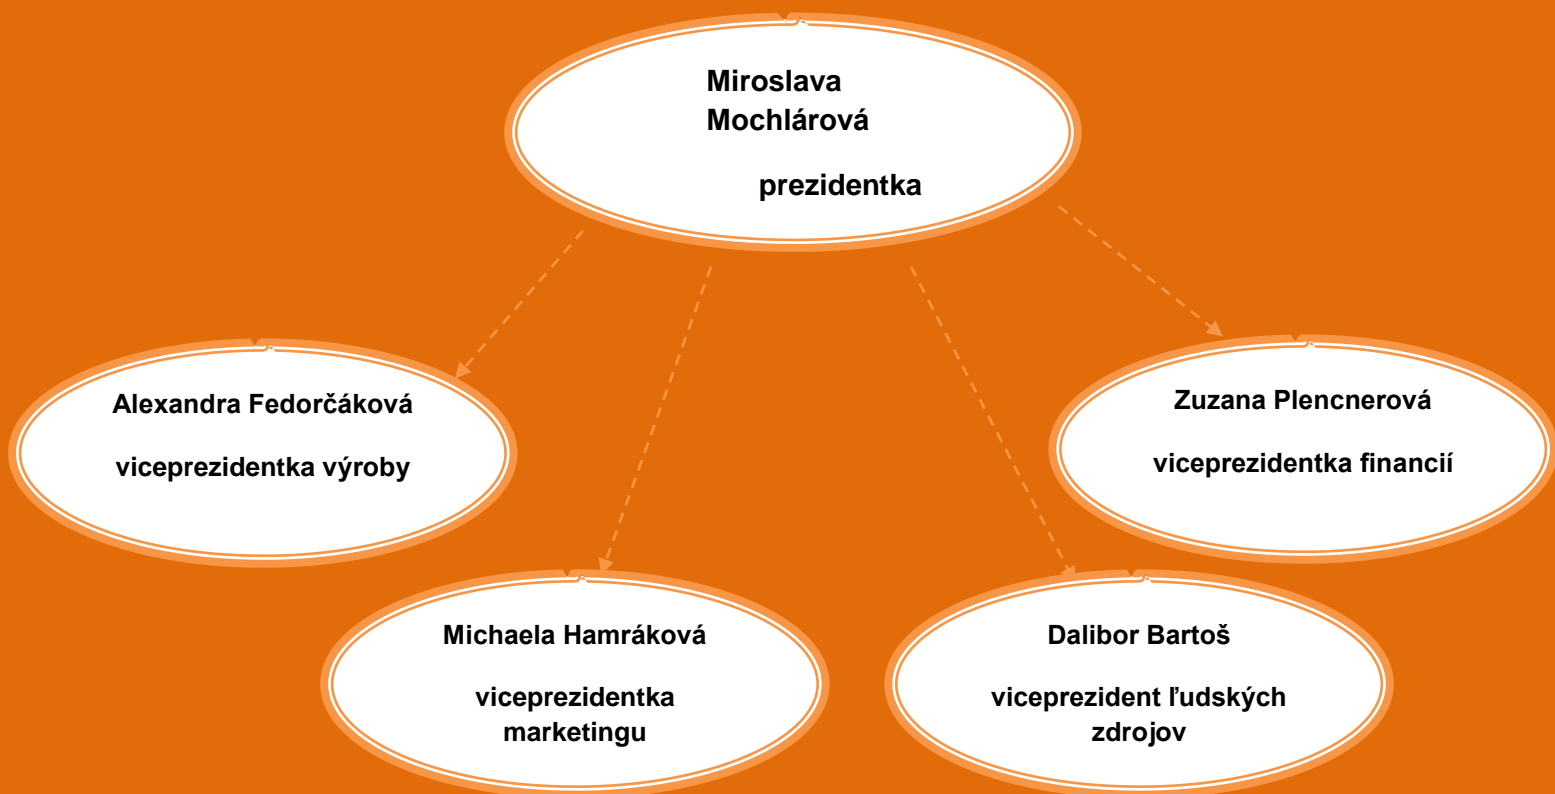 Miroslava
Mochlárová
prezidentka
Alexandra Fedorčáková
viceprezidentka výroby
Zuzana Plencnerová
viceprezidentka financií
Michaela Hamráková
viceprezidentka
marketingu
Dalibor Bartoš
viceprezident ľudských
zdrojov